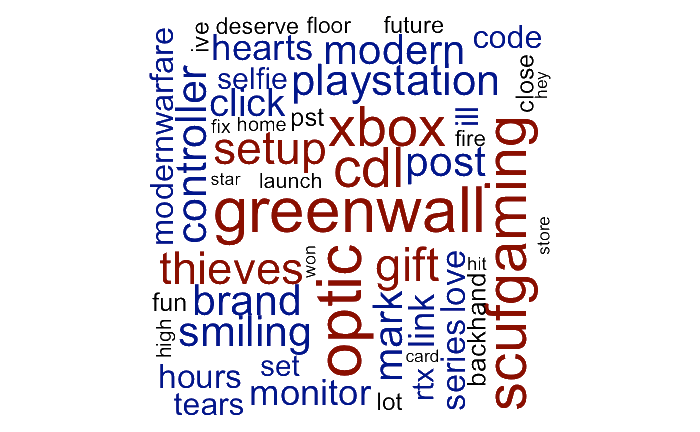 ive
deserve
floor
future
code
hearts
modern
modernwarfare
selfie
playstation
close
hey
controller
click
fix
home
pst
xbox
ill
fire
setup
cdl
post
star
launch
greenwall
scufgaming
store
thieves
won
optic
gift
hit
love
series
backhand
fun
brand
mark
link
high
smiling
card
rtx
set
hours
monitor
tears
lot